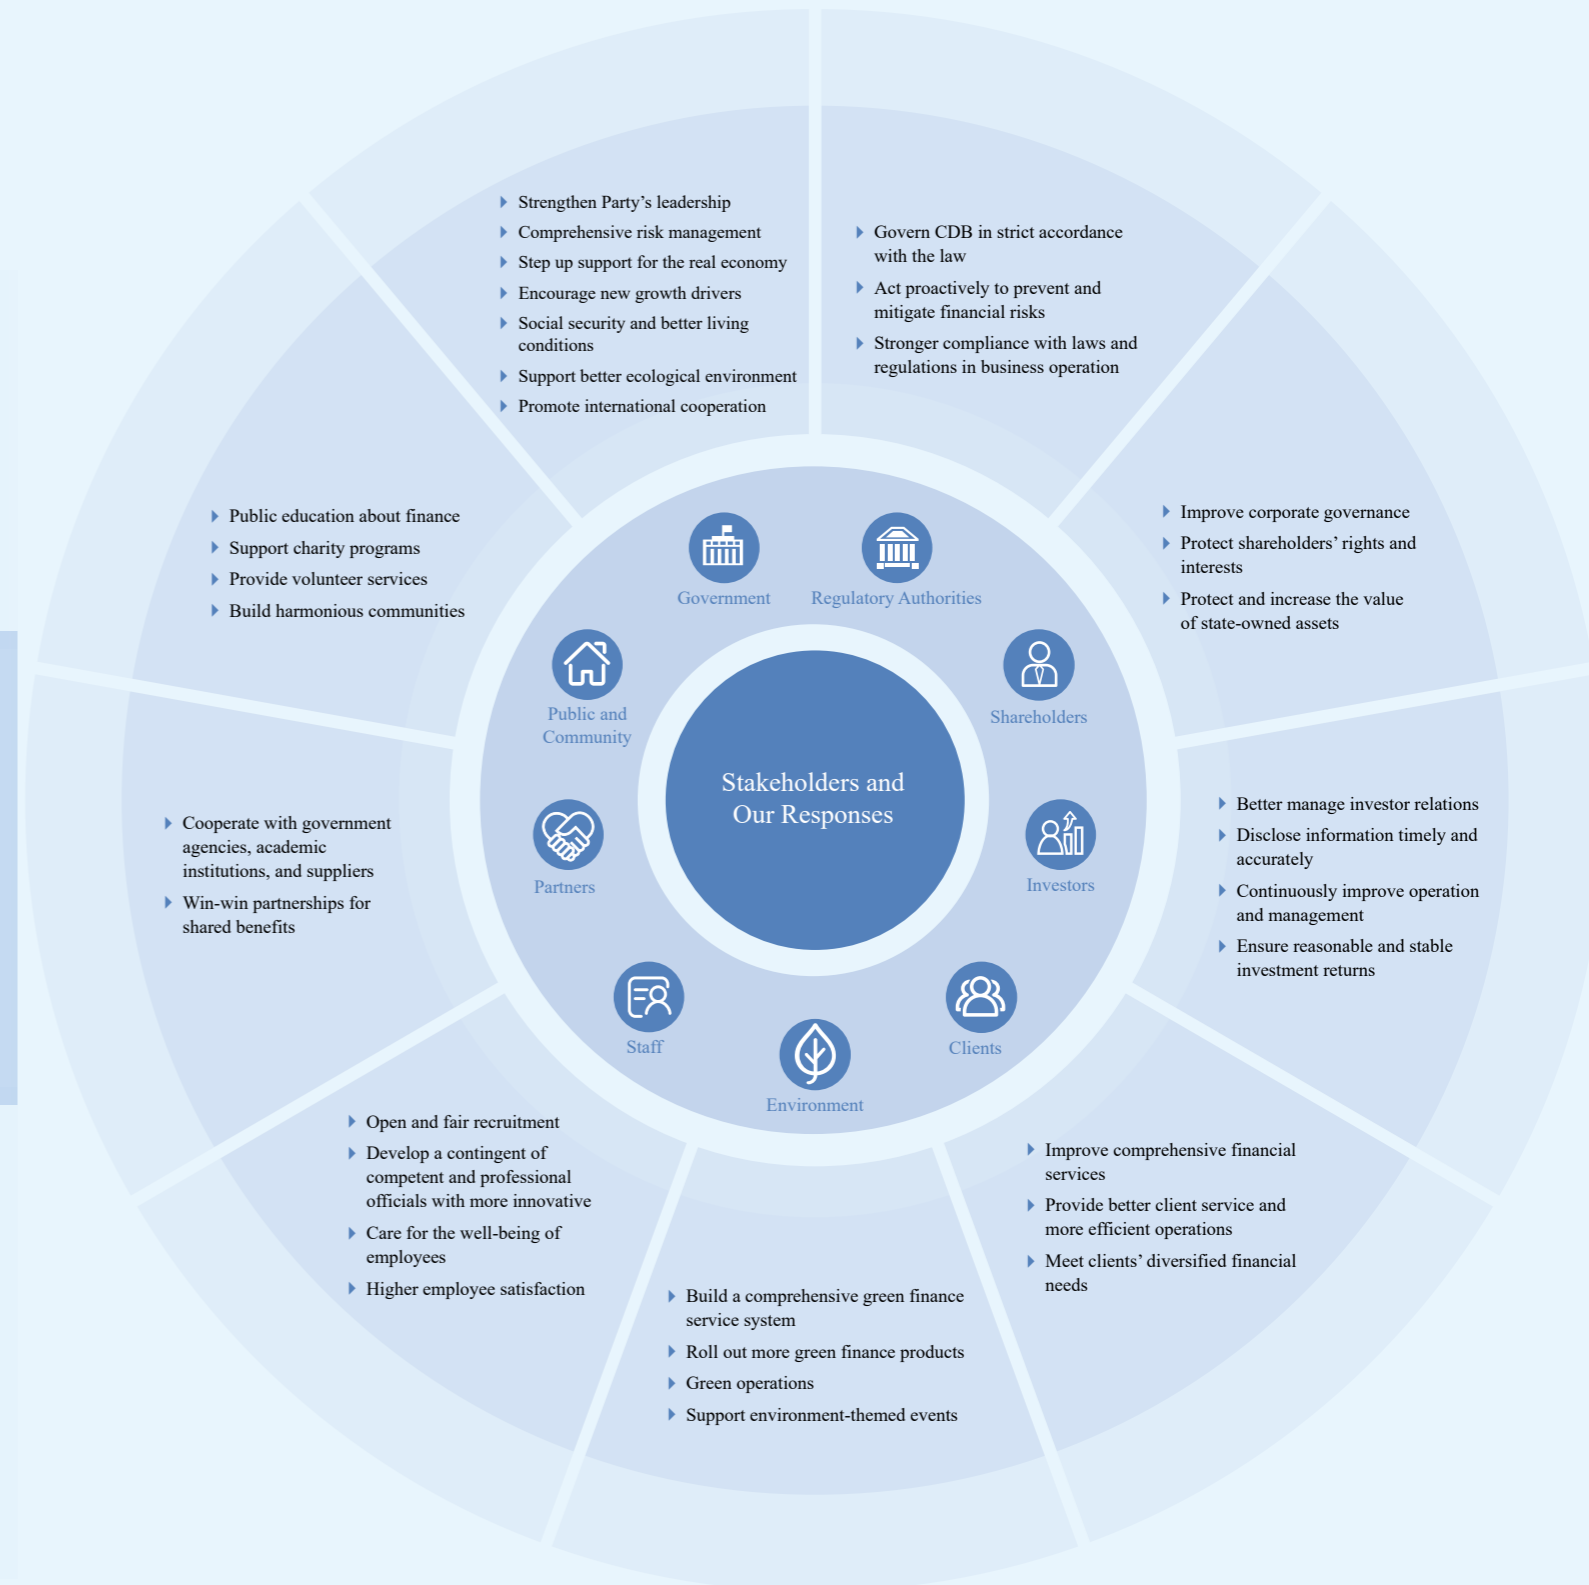 Strengthen Party’s leadership
Comprehensive risk management
Step up support for the real economy
Encourage new growth drivers
Social security and better living
conditions
Support better ecological environment
Promote international cooperation
Govern CDB in strict accordance
with the law
Act proactively to prevent and
mitigate financial risks
Stronger compliance with laws and
regulations in business operation
Public education about finance
Support charity programs
Provide volunteer services
Build harmonious communities
Improve corporate governance
Protect shareholders’ rights and
interests
Protect and increase the value
of state-owned assets
Government
Regulatory Authorities
Public and
Community
Shareholders
Stakeholders and
Our Responses
Partners
Investors
Staff
Clients
Environment
Cooperate with government
agencies, academic
institutions, and suppliers
Win-win partnerships for
shared benefits
Better manage investor relations
Disclose information timely and
accurately
Continuously improve operation
and management
Ensure reasonable and stable
investment returns
Open and fair recruitment
Develop a contingent of
competent and professional
officials with more innovative
Care for the well-being of
employees
Higher employee satisfaction
Improve comprehensive financial
services
Provide better client service and
more efficient operations
Meet clients’ diversified financial
needs
Build a comprehensive green finance
service system
Roll out more green finance products
Green operations
Support environment-themed events